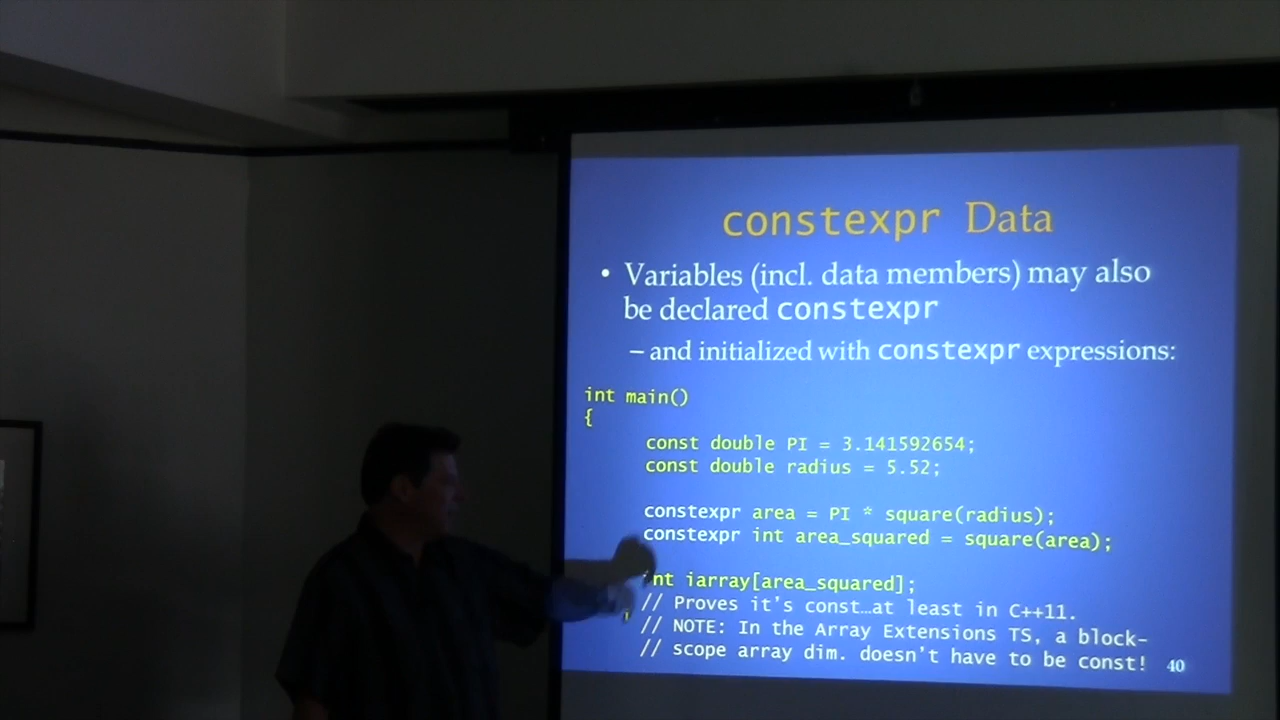 constexpr Data
• Variables (incl. data members) may also
be declared constexpr
– and initialized with constexpr expressions:
int main()
{
const double PI = 3.141592654;
const double radius = 5.52;
constexpr area = PI * square(radius);
constexpr int area_squared = square(area);
int iarray[area_squared];
// Proves it's const…at least in C++11.
// NOTE: In the Array Extensions TS, a block-
// scope array dim. doesn't have to be const!
40